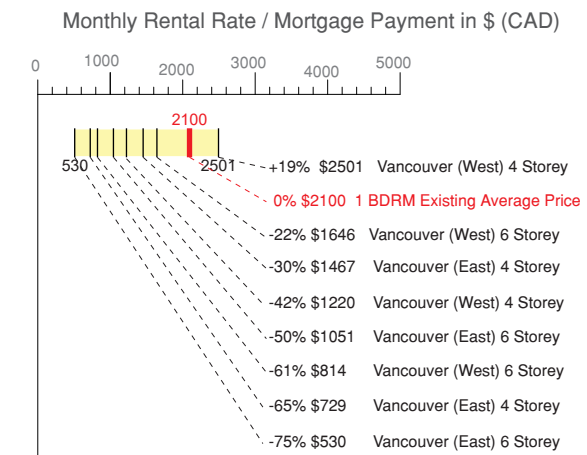 Monthly Rental Rate / Mortgage Payment in $ (CAD)
0 1000 2000 3000 4000 5000
2100
530 2501
+19% $2501 Vancouver (West) 4 Storey
0% $2100 1 BDRM Existing Average Price
-22% $1646 Vancouver (West) 6 Storey
-30% $1467 Vancouver (East) 4 Storey
-42% $1220 Vancouver (West) 4 Storey
-50% $1051 Vancouver (East) 6 Storey
-61% $814 Vancouver (West) 6 Storey
-65% $729 Vancouver (East) 4 Storey
-75% $530 Vancouver (East) 6 Storey